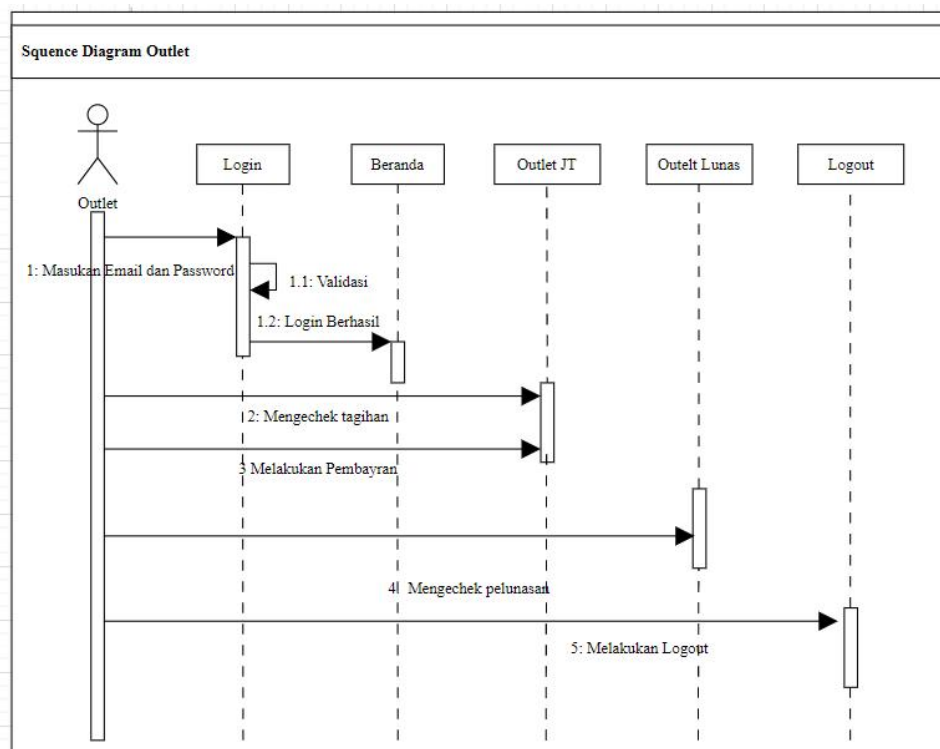 Squence Diagram Outlet
Outlet
Login
Beranda
Outlet JT
Outelt Lunas
Logout
1: Masukan Email dan Password
1.1: Validasi
1.2: Login Berhasil
2: Mengechek tagihan
3 Melakukan Pembayran
4 Mengechek pelunasan
5: Melakukan Logout